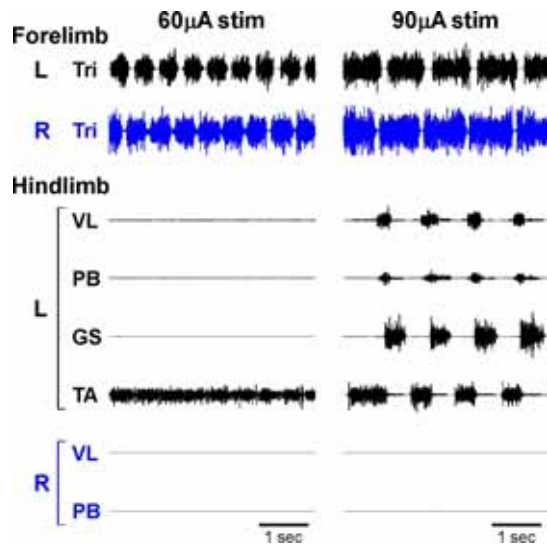 60μA stim 90μA stim
Forelimb
L Tri
R Tri
Hindlimb
VL
PB
L
GS
TA
VL
R
PB
1 sec 1 sec